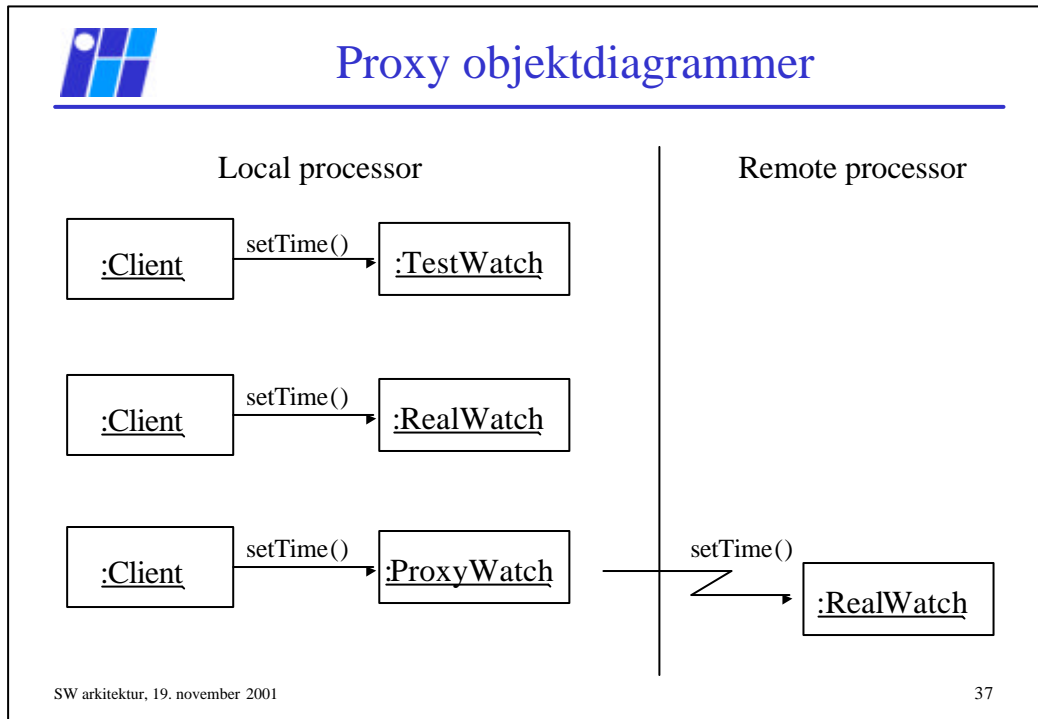 Proxy objektdiagrammer
Local processor
Remote processor
:Client
setTime()
:TestWatch
:Client
setTime()
:RealWatch
:Client
setTime()
:ProxyWatch
setTime()
:RealWatch
SW arkitektur, 19. november 2001
37